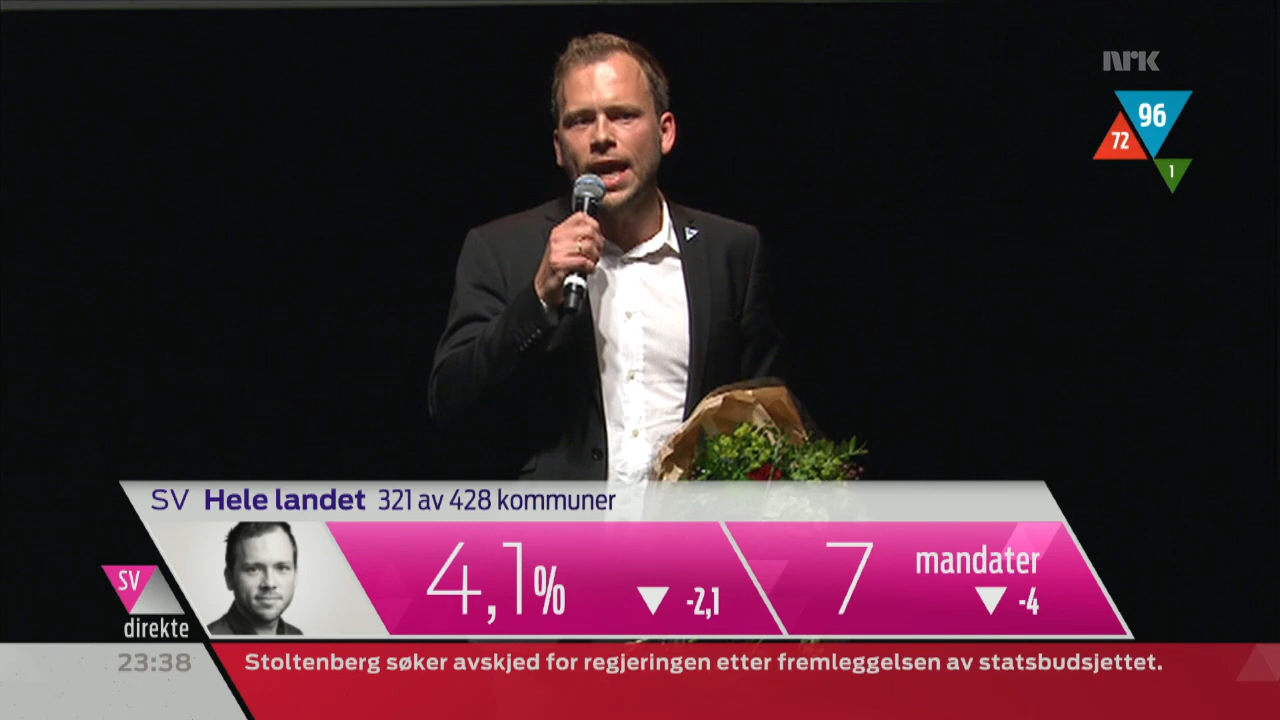 nrk
96
72
1
SV Hele landet 321 av 428 kommuner
4,1% -2,1
7 mandater
-4
SV
direkte
23:38
Stoltenberg søker avskjed for regjeringen etter fremleggelsen av statsbudsjettet.